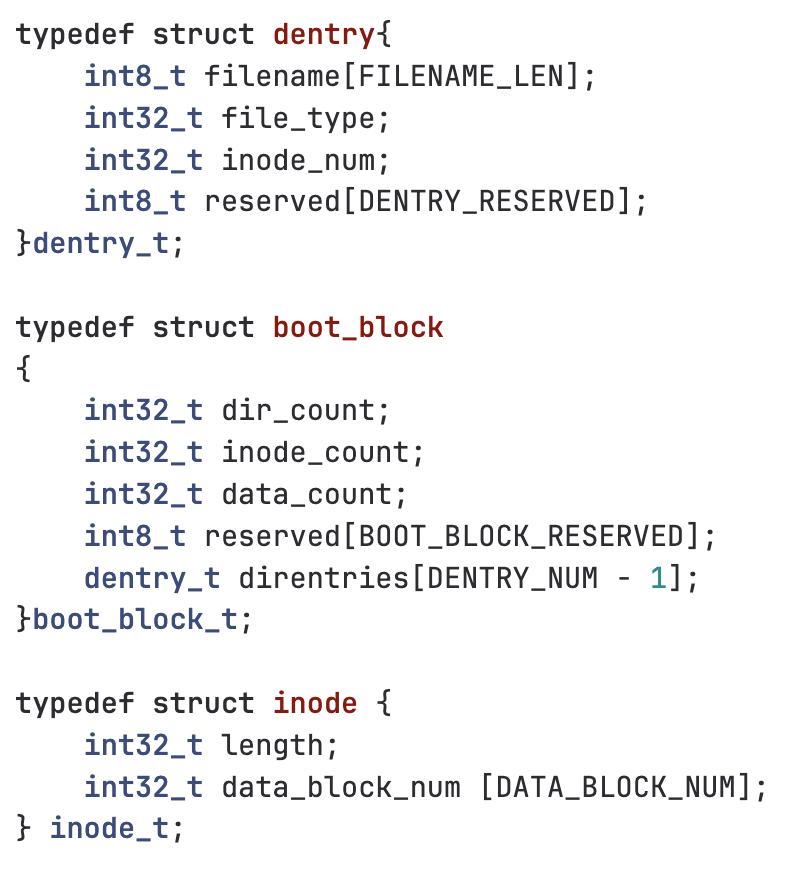 typedef struct dentry{
    int8_t filename[FILENAME_LEN];
    int32_t file_type;
    int32_t inode_num;
    int8_t reserved[DENTRY_RESERVED];
}dentry_t;

typedef struct boot_block
{
    int32_t dir_count;
    int32_t inode_count;
    int32_t data_count;
    int8_t reserved[BOOT_BLOCK_RESERVED];
    dentry_t direntries[DENTRY_NUM - 1];
}boot_block_t;

typedef struct inode {
    int32_t length;
    int32_t data_block_num [DATA_BLOCK_NUM];
} inode_t;